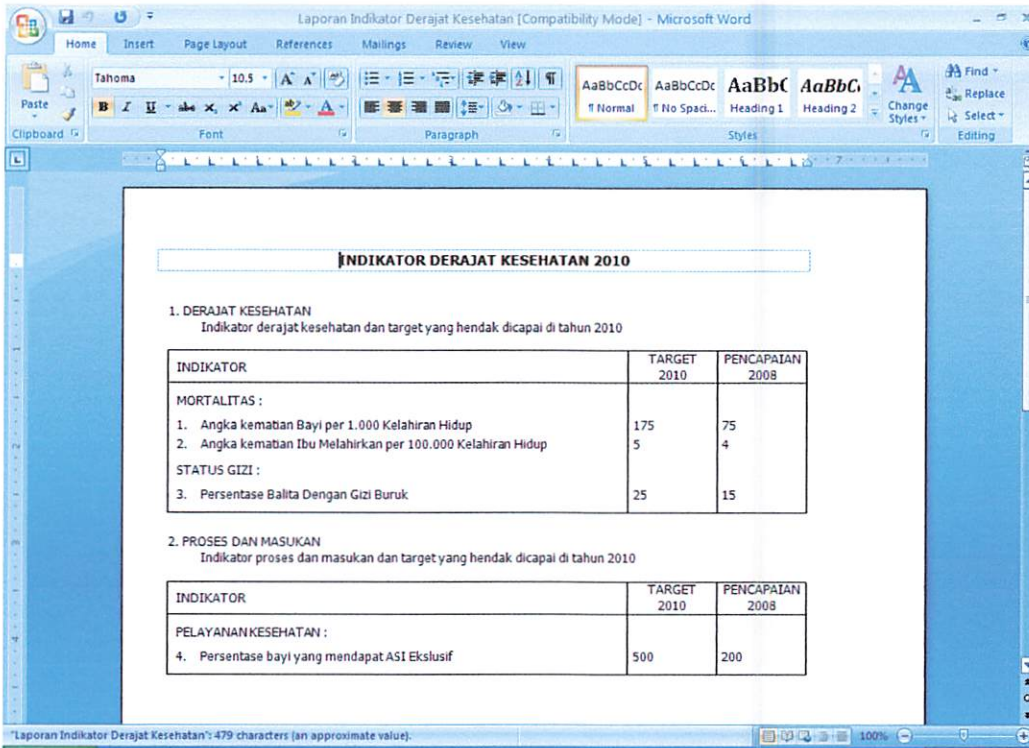 Laporan Indikator Derajat Kesehatan [Compatibility Mode] - Microsoft Word
Home Insert Page Layout References Mailings Review View
Paste
Tahoma 10.5
B I U abc x₂ x² Aa A
AaBbCcDc AaBbCcDc AaBbC AaBbC
¶ Normal ¶ No Spaci... Heading 1 Heading 2
Change Styles
Find
Replace
Select
Clipboard Font Paragraph Styles Editing
INDIKATOR DERAJAT KESEHATAN 2010
1. DERAJAT KESEHATAN
Indikator derajat kesehatan dan target yang hendak dicapai di tahun 2010
INDIKATOR TARGET 2010 PENCAPAIAN 2008
MORTALITAS :
1. Angka kematian Bayi per 1.000 Kelahiran Hidup 175 75
2. Angka kematian Ibu Melahirkan per 100.000 Kelahiran Hidup 5 4
STATUS GIZI :
3. Persentase Balita Dengan Gizi Buruk 25 15
2. PROSES DAN MASUKAN
Indikator proses dan masukan dan target yang hendak dicapai di tahun 2010
INDIKATOR TARGET 2010 PENCAPAIAN 2008
PELAYANAN KESEHATAN :
4. Persentase bayi yang mendapat ASI Ekslusif 500 200
"Laporan Indikator Derajat Kesehatan": 479 characters (an approximate value). 100%